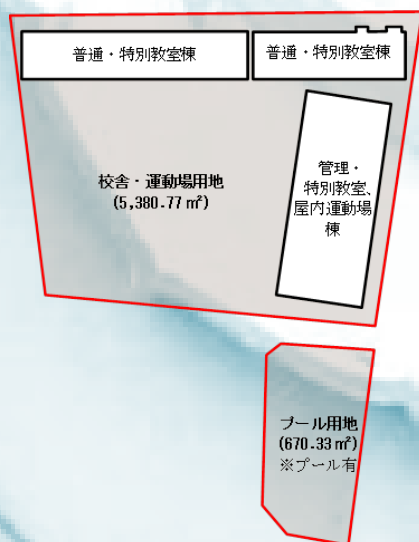 普通・特別教室棟
普通・特別教室棟
校舎・運動場用地
(5,380.77㎡)
管理・
特別教室、
屋内運動場
棟
プール用地
(670.33㎡)
※プール有